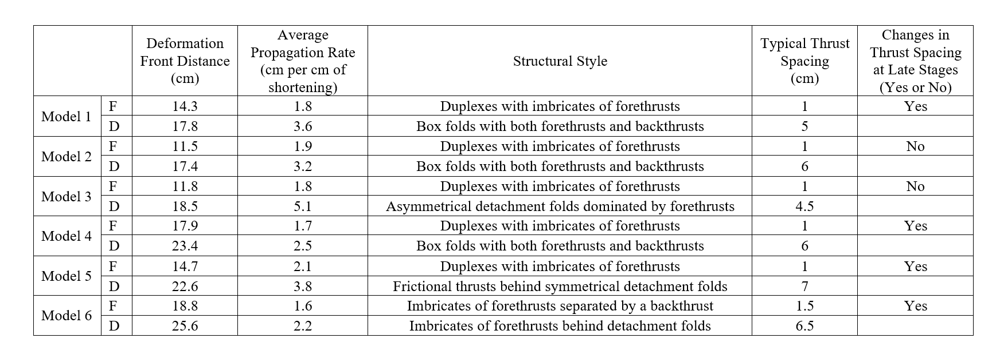 Deformation Front Distance (cm) | Average Propagation Rate (cm per cm of shortening) | Structural Style | Typical Thrust Spacing (cm) | Changes in Thrust Spacing at Late Stages (Yes or No)
Model 1 | F | 14.3 | 1.8 | Duplexes with imbricates of forethrusts | 1 | Yes
D | 17.8 | 3.6 | Box folds with both forethrusts and backthrusts | 5
Model 2 | F | 11.5 | 1.9 | Duplexes with imbricates of forethrusts | 1 | No
D | 17.4 | 3.2 | Box folds with both forethrusts and backthrusts | 6
Model 3 | F | 11.8 | 1.8 | Duplexes with imbricates of forethrusts | 1 | No
D | 18.5 | 5.1 | Asymmetrical detachment folds dominated by forethrusts | 4.5
Model 4 | F | 17.9 | 1.7 | Duplexes with imbricates of forethrusts | 1 | Yes
D | 23.4 | 2.5 | Box folds with both forethrusts and backthrusts | 6
Model 5 | F | 14.7 | 2.1 | Duplexes with imbricates of forethrusts | 1 | Yes
D | 22.6 | 3.8 | Frictional thrusts behind symmetrical detachment folds | 7
Model 6 | F | 18.8 | 1.6 | Imbricates of forethrusts separated by a backthrust | 1.5 | Yes
D | 25.6 | 2.2 | Imbricates of forethrusts behind detachment folds | 6.5